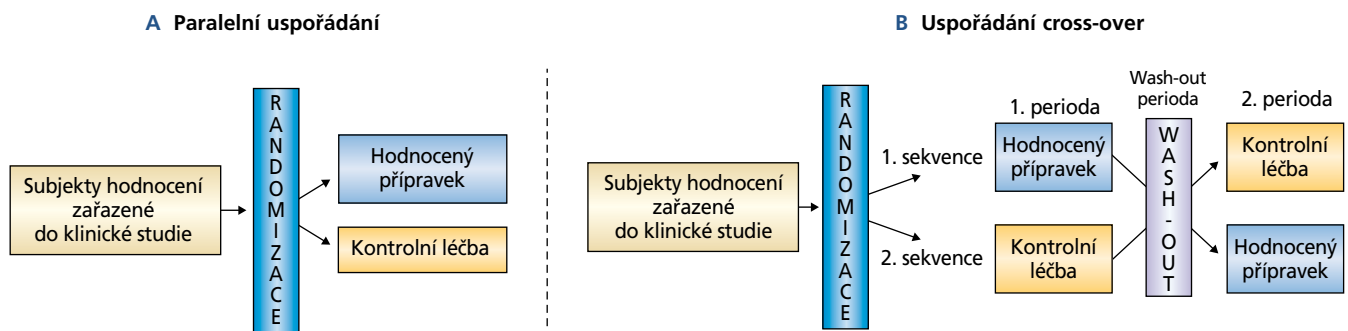 A Paralelní uspořádání
RANDOMIZACE
Subjekty hodnocení
zařazené
do klinické studie
Hodnocený
přípravek
Kontrolní léčba
B Uspořádání cross-over
Subjekty hodnocení
zařazené
do klinické studie
RANDOMIZACE
1. sekvence
2. sekvence
1. perioda
Hodnocený
přípravek
Kontrolní
léčba
Wash-out
perioda
WASH-OUT
2. perioda
Kontrolní
léčba
Hodnocený
přípravek